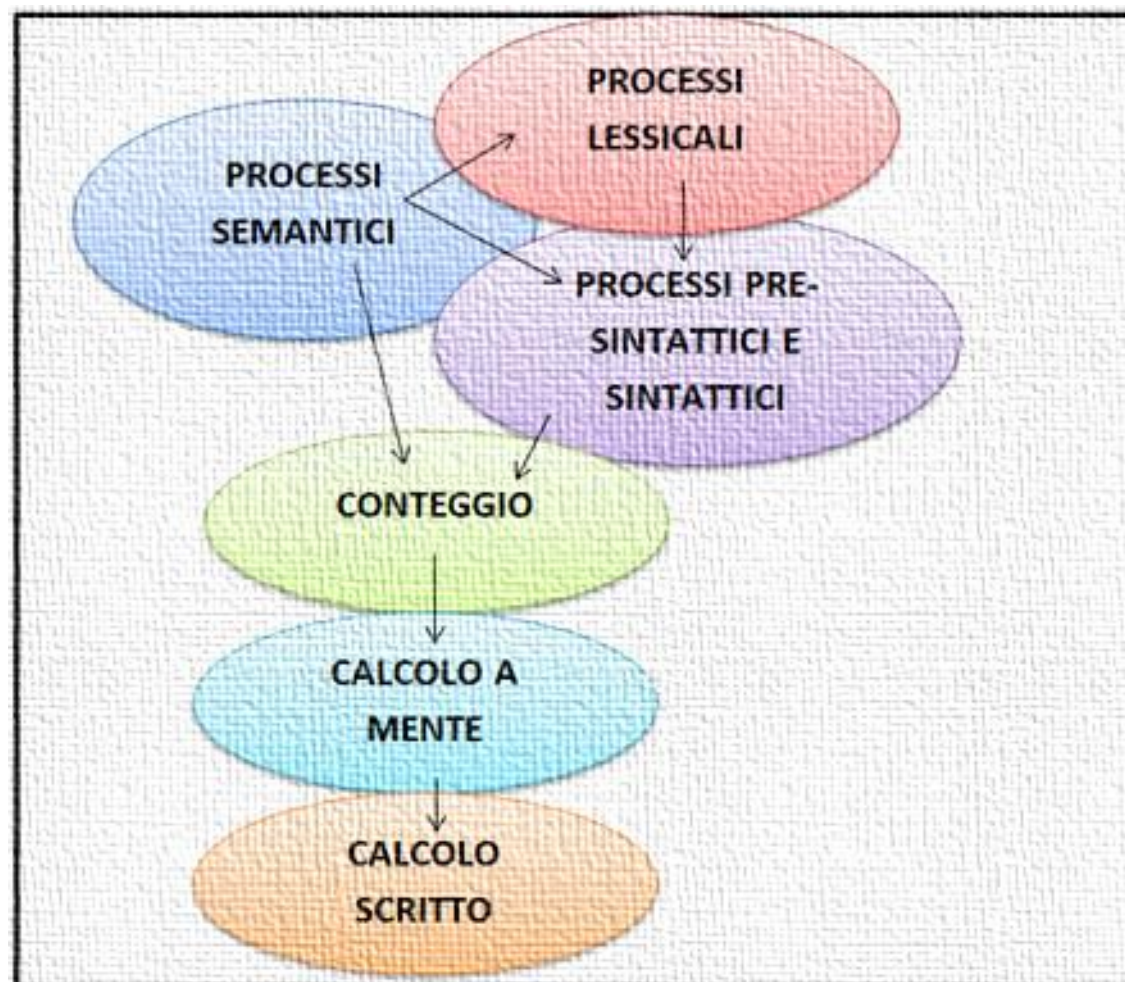 PROCESSI
LESSICALI
PROCESSI
SEMANTICI
PROCESSI PRE-
SINTATTICI E
SINTATTICI
CONTEGGIO
CALCOLO A
MENTE
CALCOLO
SCRITTO